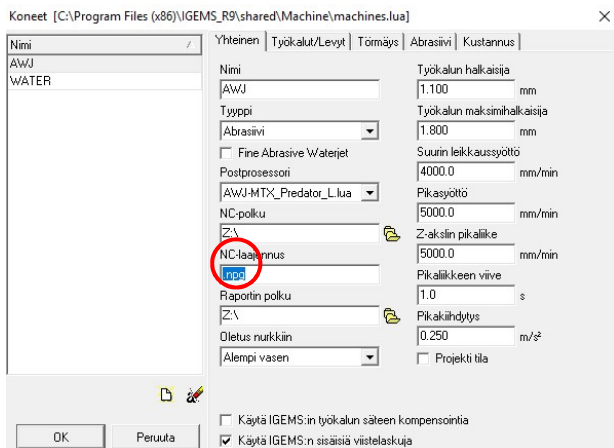 Koneet [C:\Program Files (x86)\IGEMS_R9\shared\Machine\machines.lua]
Nimi
AWJ
WATER
Yhteinen Työkalut/Levyt Törmäys Abrasiivi Kustannus
Nimi
AWJ
Tyyppi
Abrasiivi
Fine Abrasive Waterjet
Postprosessori
AWJ-MTX_Predator_L.lua
NC-polku
Z:\
NC-laajennus
.npg
Raportin polku
Z:\
Oletus nurkkiin
Alempi vasen
Työkalun halkaisija
1.100 mm
Työkalun maksimihalkaisija
1.800 mm
Suurin leikkaussyöttö
4000.0 mm/min
Pikasyöttö
5000.0 mm/min
Z-akslin pikaliike
5000.0 mm/min
Pikaliikkeen viive
1.0 s
Pikakiihdytys
0.250 m/s²
Projekti tila
Käytä IGEMS:in työkalun säteen kompensointia
Käytä IGEMS:n sisäisiä viistelaskuja
OK Peruuta